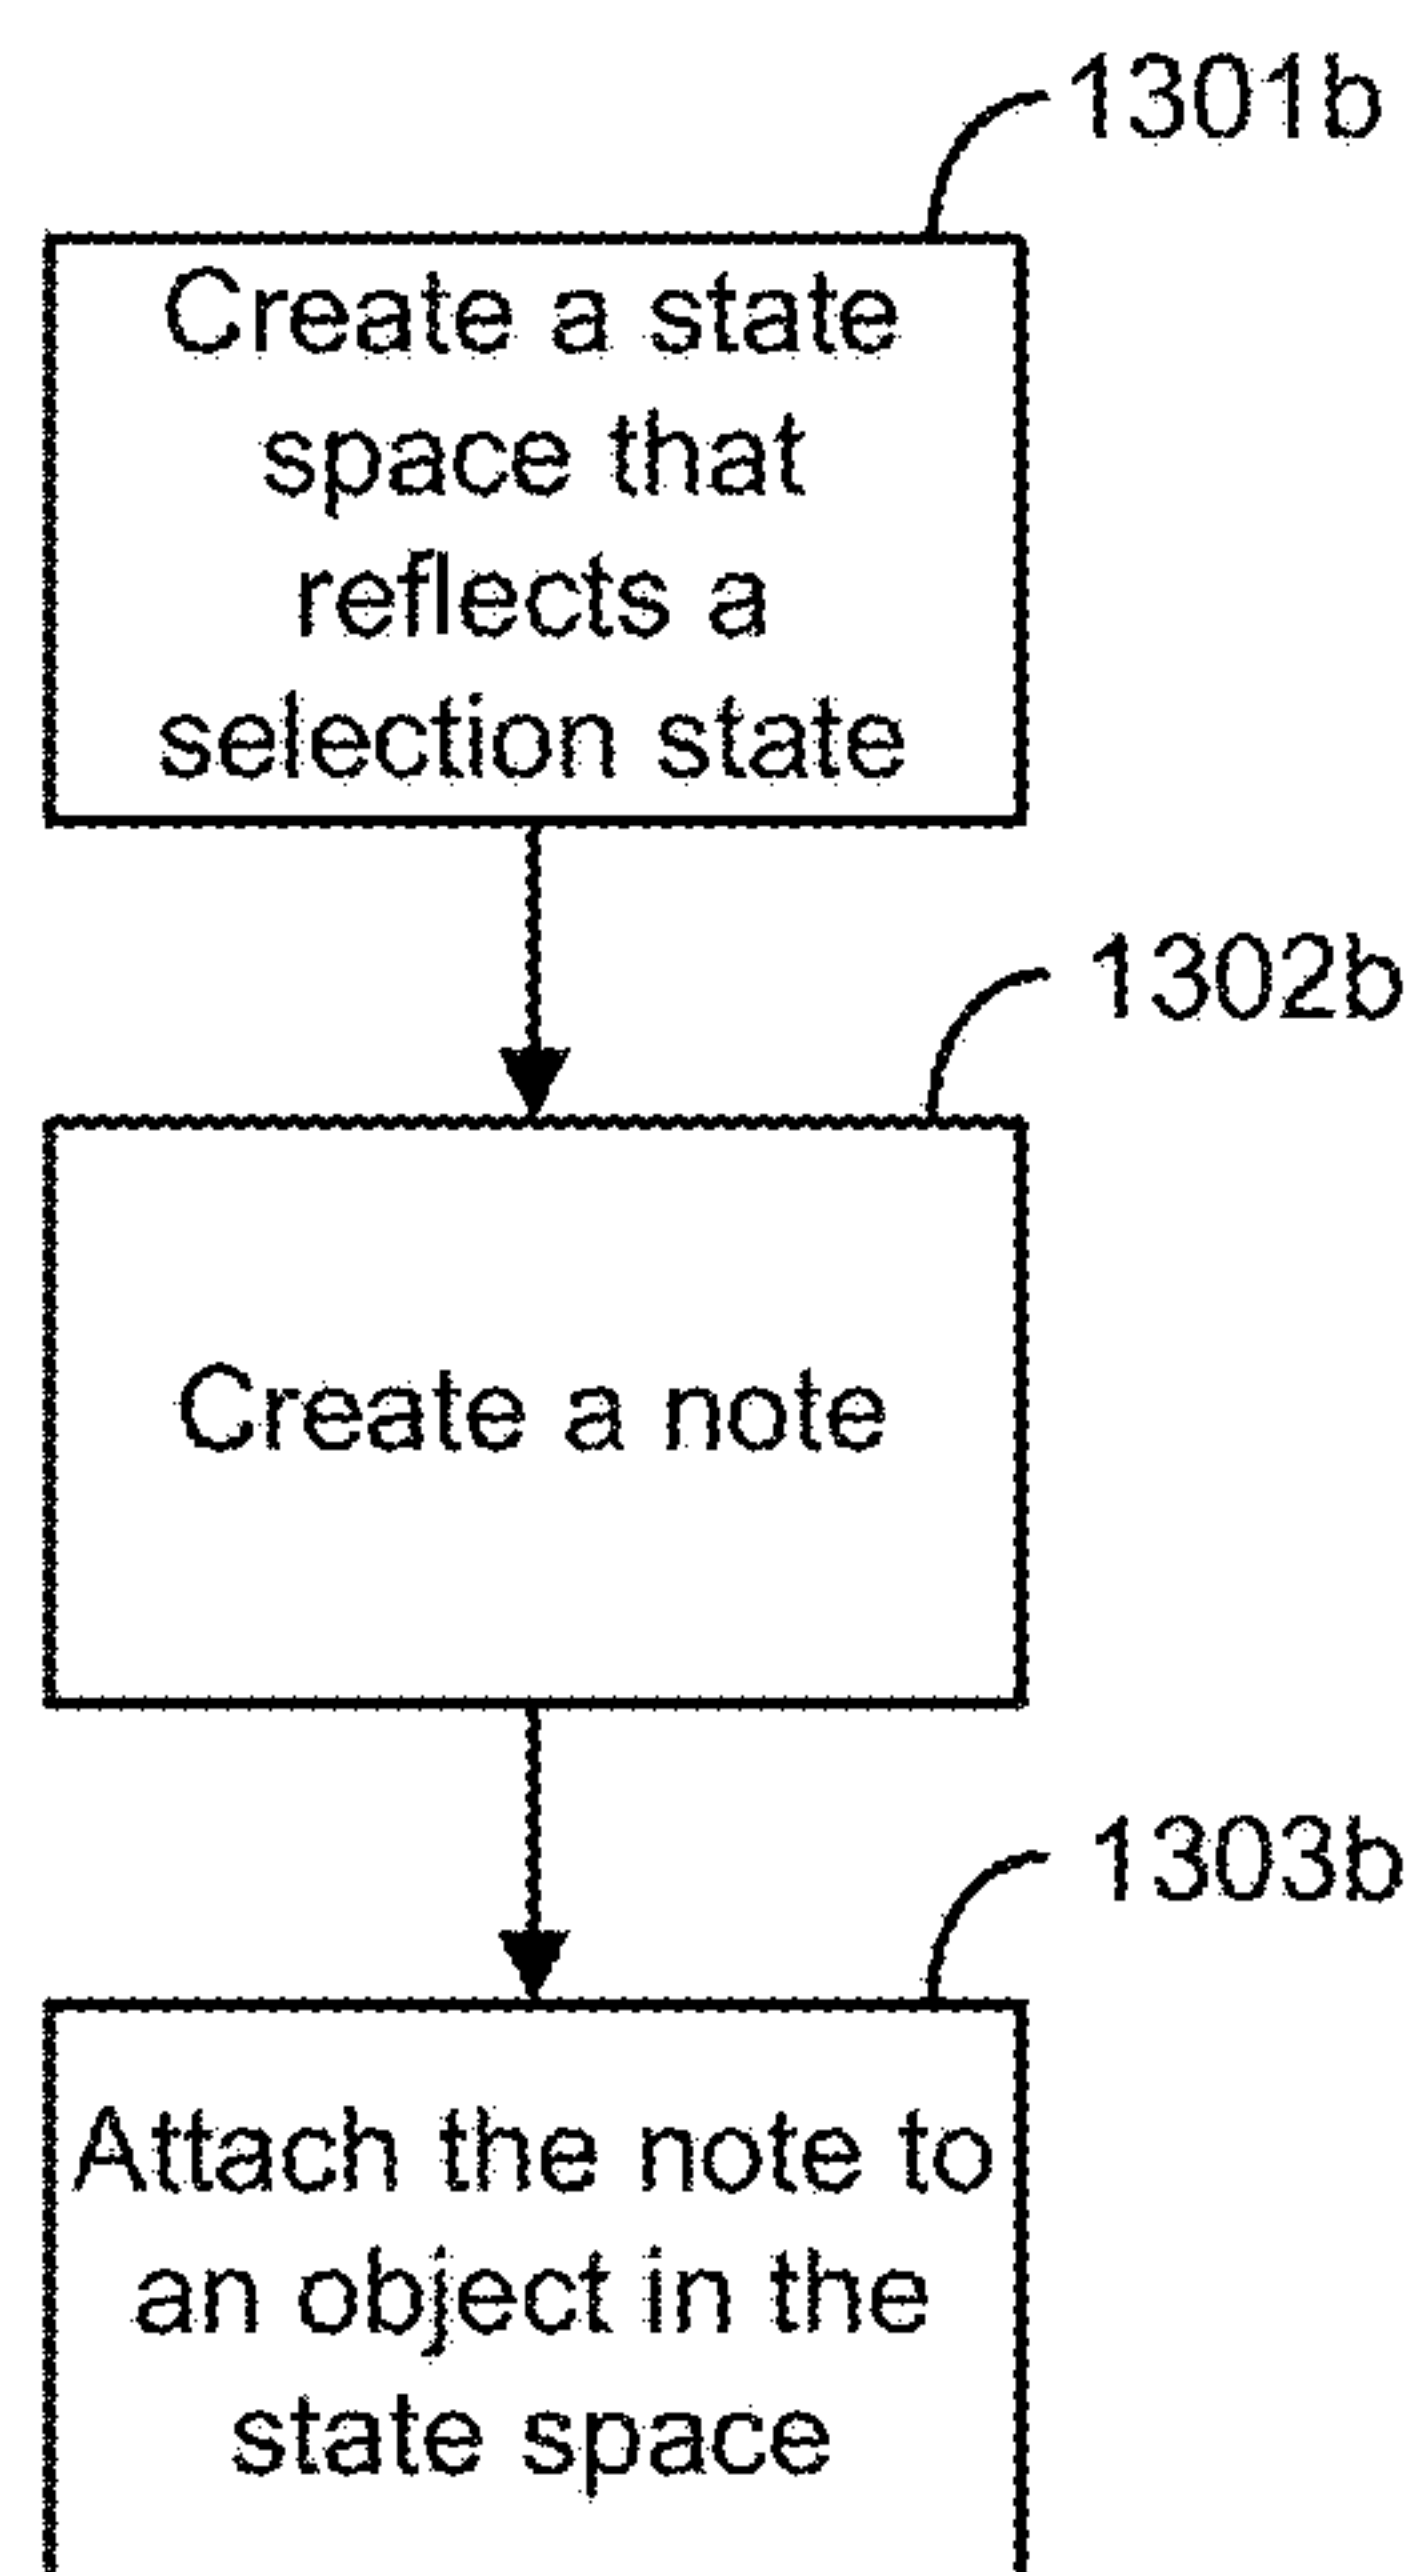 1301b
Create a state
space that
reflects a
selection state
1302b
Create a note
1303b
Attach the note to
an object in the
state space